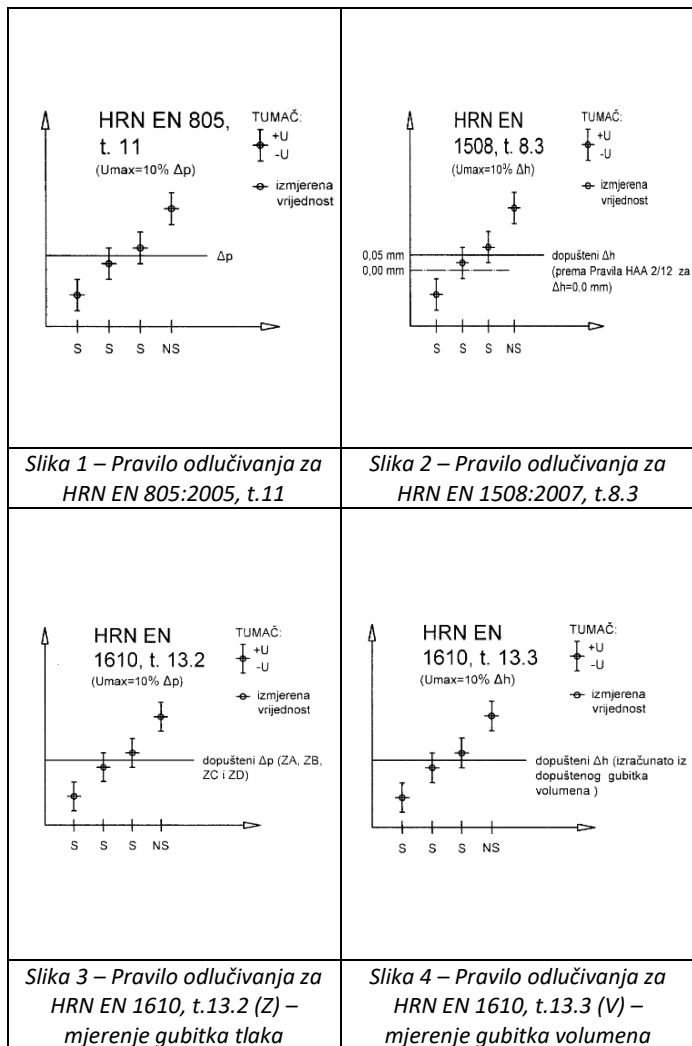 HRN EN 805,
t. 11
(Umax=10% Δp)
TUMAČ:
+U
-U
izmjerena
vrijednost
Δp
S S S NS
HRN EN
1508, t. 8.3
(Umax=10% Δh)
TUMAČ:
+U
-U
izmjerena
vrijednost
0,05 mm
0,00 mm
dopušteni Δh
(prema Pravila HAA 2/12 za
Δh=0.0 mm)
S S S NS
Slika 1 – Pravilo odlučivanja za
HRN EN 805:2005, t.11
Slika 2 – Pravilo odlučivanja za
HRN EN 1508:2007, t.8.3
HRN EN
1610, t. 13.2
(Umax=10% Δp)
TUMAČ:
+U
-U
izmjerena
vrijednost
dopušteni Δp (ZA, ZB,
ZC i ZD)
S S S NS
HRN EN
1610, t. 13.3
(Umax=10% Δh)
TUMAČ:
+U
-U
izmjerena
vrijednost
dopušteni Δh (izračunato iz
dopuštenog gubitka
volumena )
S S S NS
Slika 3 – Pravilo odlučivanja za
HRN EN 1610, t.13.2 (Z) –
mjerenje gubitka tlaka
Slika 4 – Pravilo odlučivanja za
HRN EN 1610, t.13.3 (V) –
mjerenje gubitka volumena